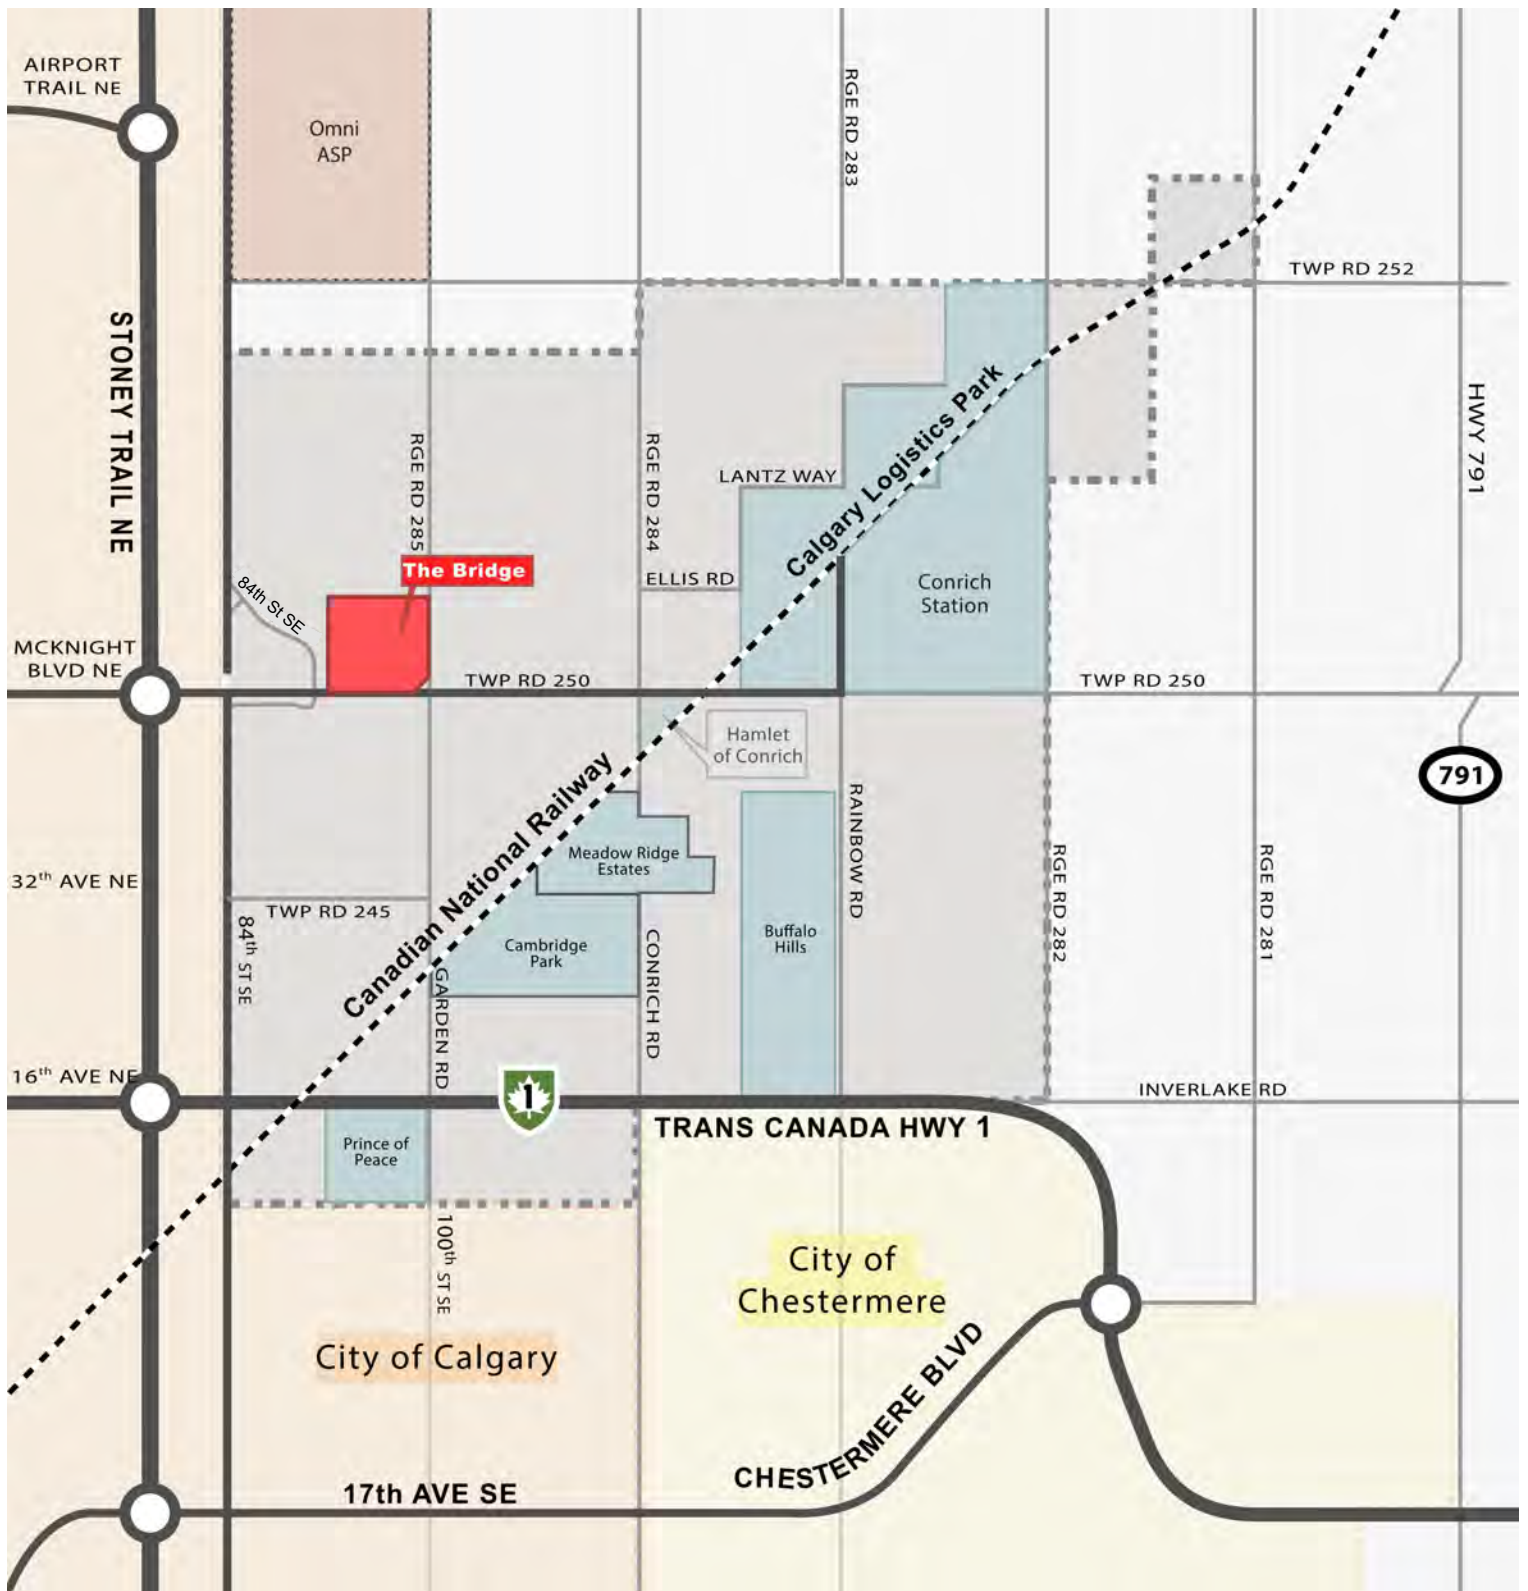 AIRPORT
TRAIL NE
Omni
ASP
RGE RD 283
TWP RD 252
STONEY TRAIL NE
RGE RD 285
RGE RD 284
LANTZ WAY
Calgary Logistics Park
HWY 791
The Bridge
ELLIS RD
84th St SE
Conrich
Station
MCKNIGHT
BLVD NE
TWP RD 250
TWP RD 250
Hamlet
of Conrich
791
Canadian National Railway
RAINBOW RD
Meadow Ridge
Estates
RGE RD 282
RGE RD 281
32th AVE NE
TWP RD 245
84th ST SE
Cambridge
Park
Buffalo
Hills
GARDEN RD
CONRICH RD
16th AVE NE
1
INVERLAKE RD
TRANS CANADA HWY 1
Prince of
Peace
100th ST SE
City of
Chestermere
City of Calgary
CHESTERMERE BLVD
17th AVE SE